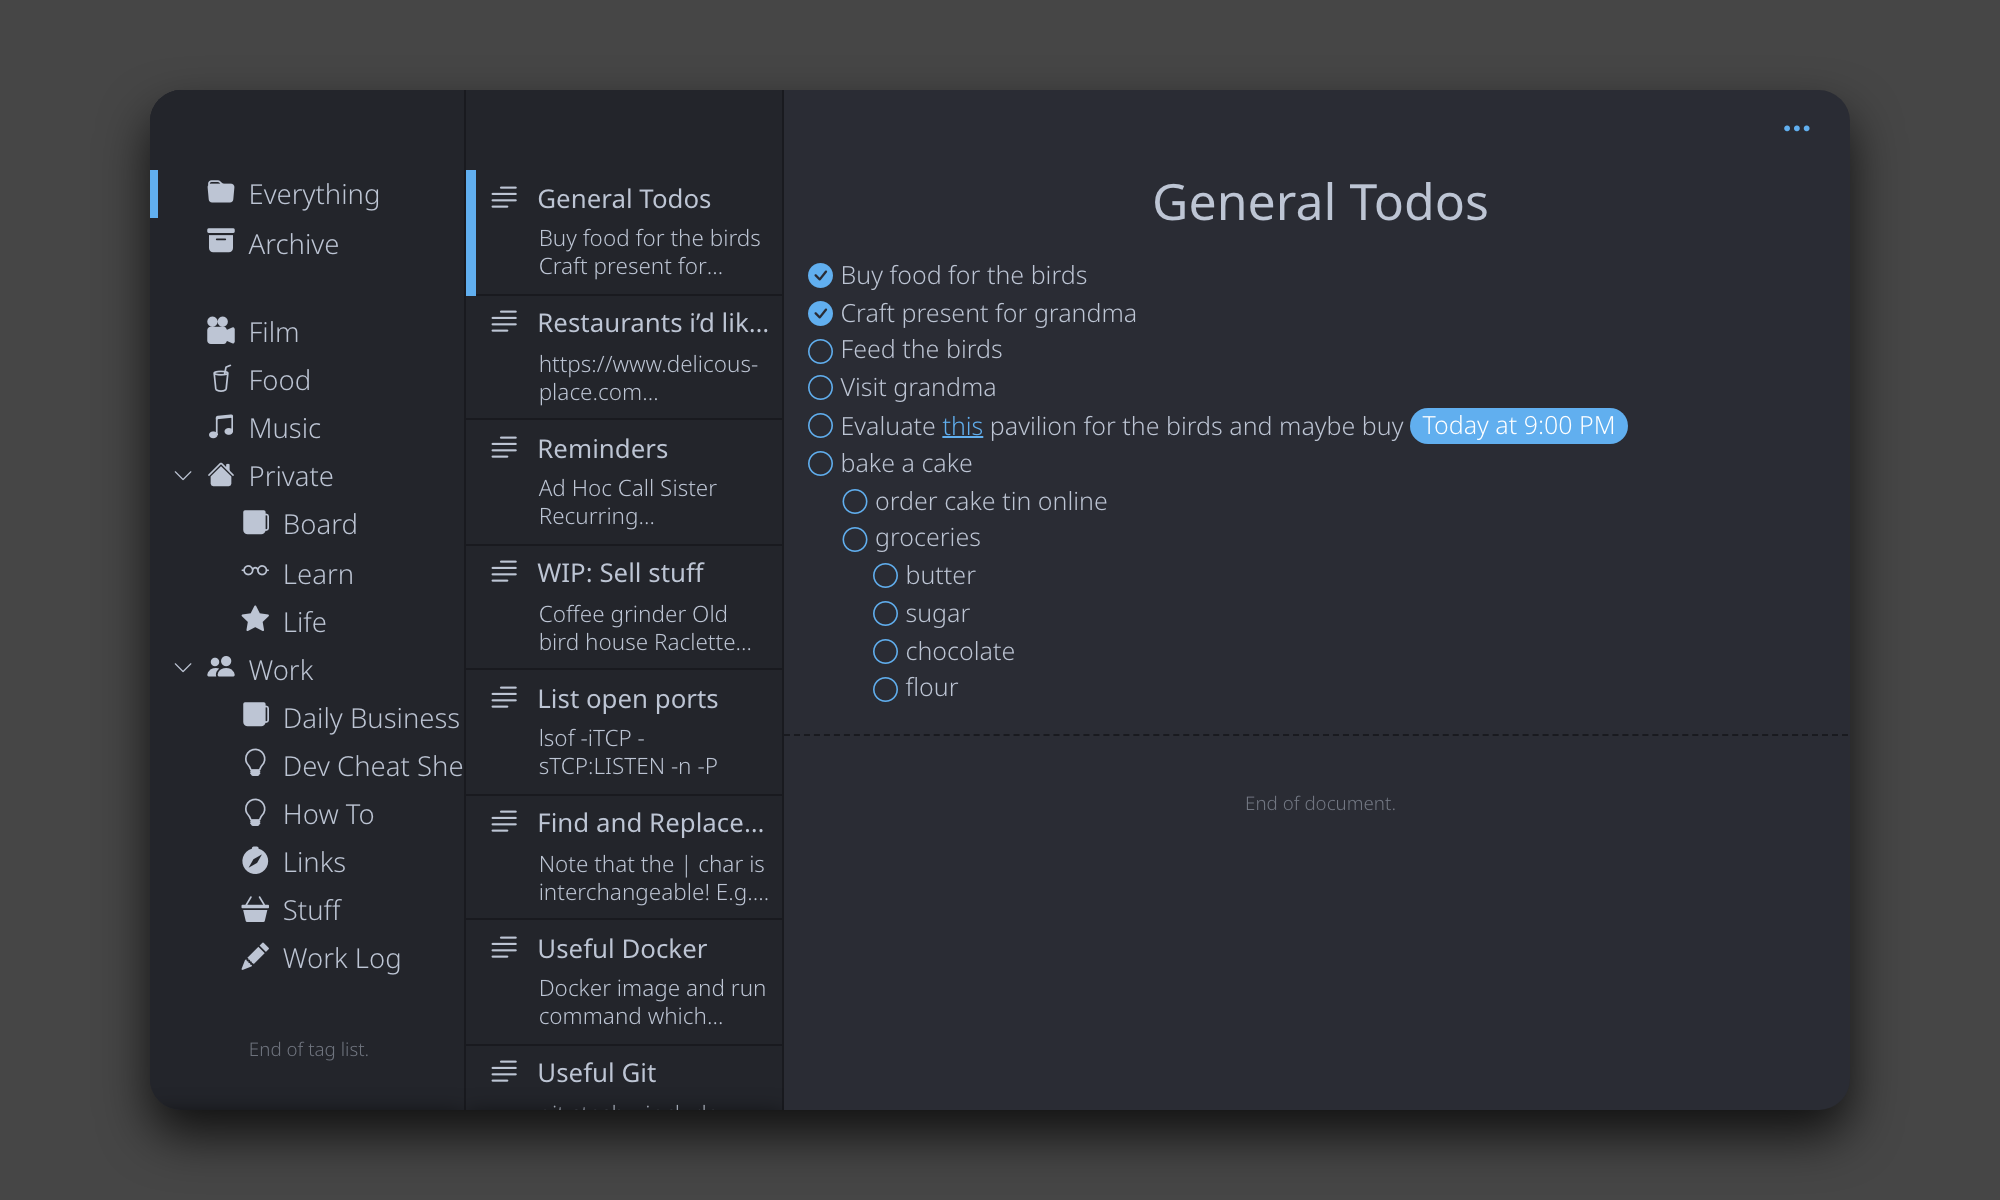 Everything
Archive
Film
Food
Music
Private
Board
Learn
Life
Work
Daily Business
Dev Cheat She
How To
Links
Stuff
Work Log
End of tag list.
General Todos
Buy food for the birds
Craft present for...
Restaurants i’d lik...
https://www.delicous-
place.com...
Reminders
Ad Hoc Call Sister
Recurring...
WIP: Sell stuff
Coffee grinder Old
bird house Raclette...
List open ports
lsof -iTCP -
sTCP:LISTEN -n -P
Find and Replace...
Note that the | char is
interchangeable! E.g....
Useful Docker
Docker image and run
command which...
Useful Git
General Todos
Buy food for the birds
Craft present for grandma
Feed the birds
Visit grandma
Evaluate this pavilion for the birds and maybe buy Today at 9:00 PM
bake a cake
order cake tin online
groceries
butter
sugar
chocolate
flour
End of document.